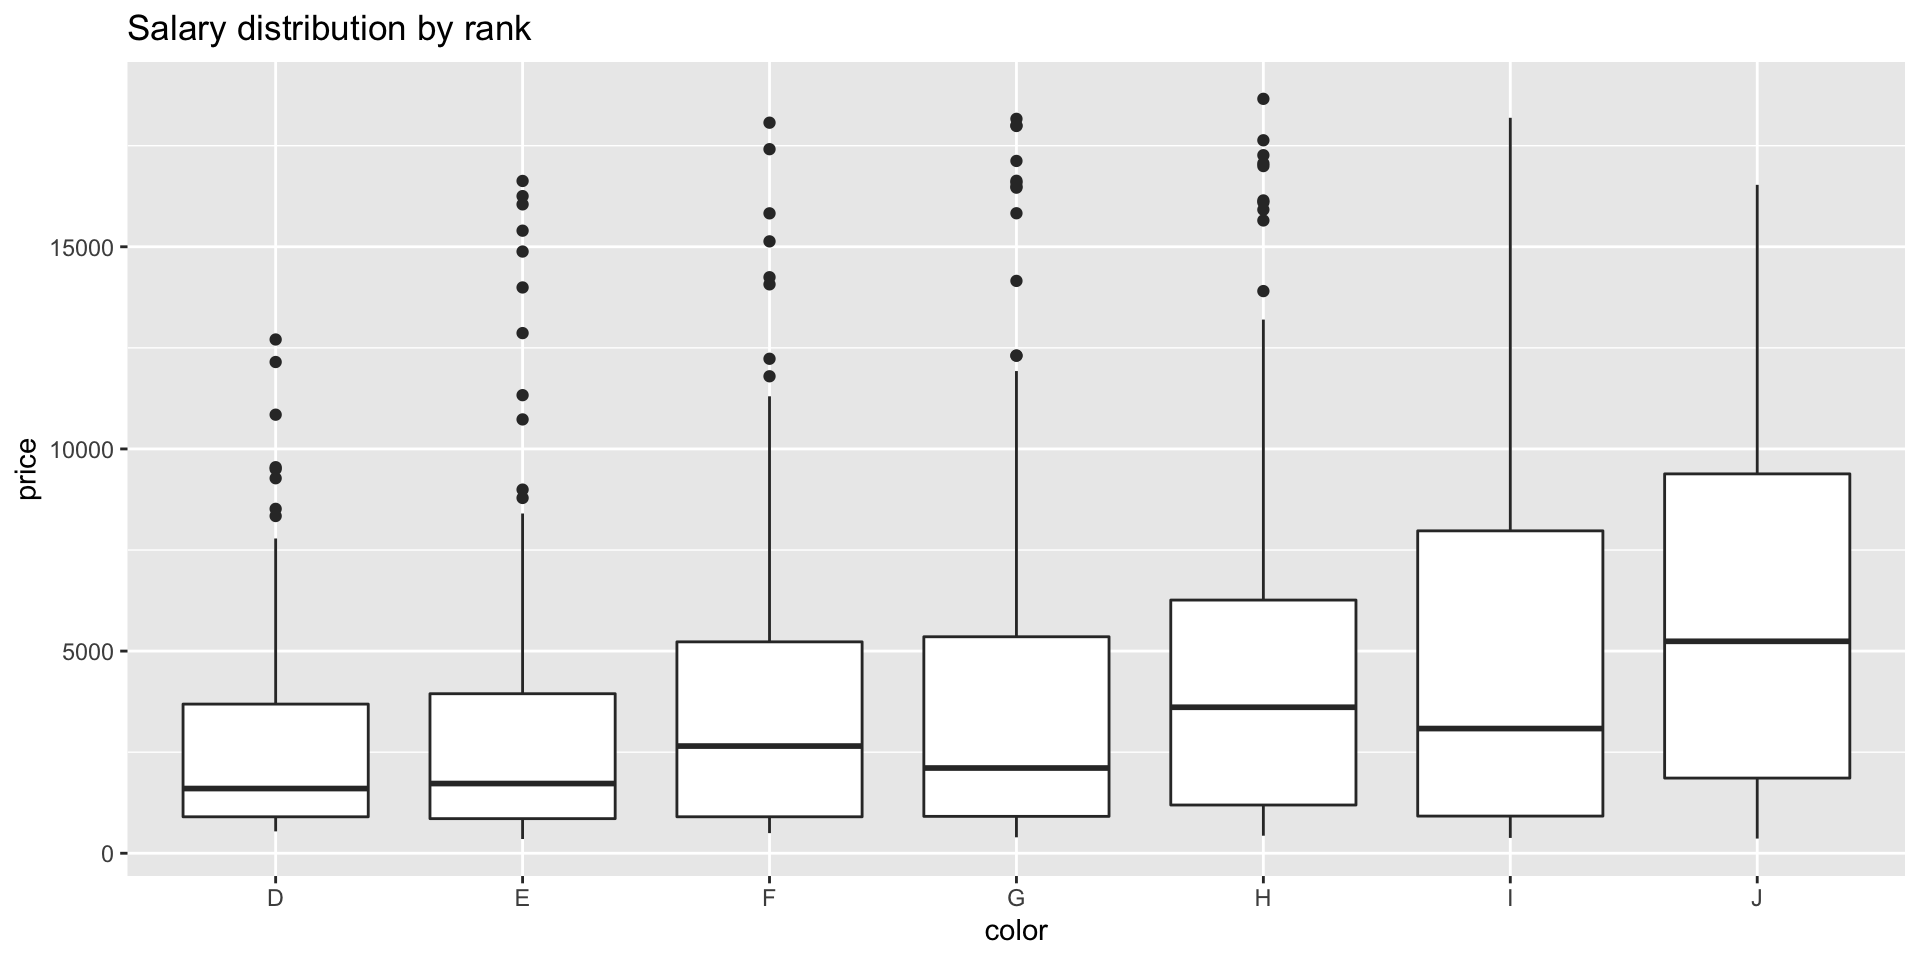 Salary distribution by rank
price
15000
10000
5000
0
D E F G H I J
color